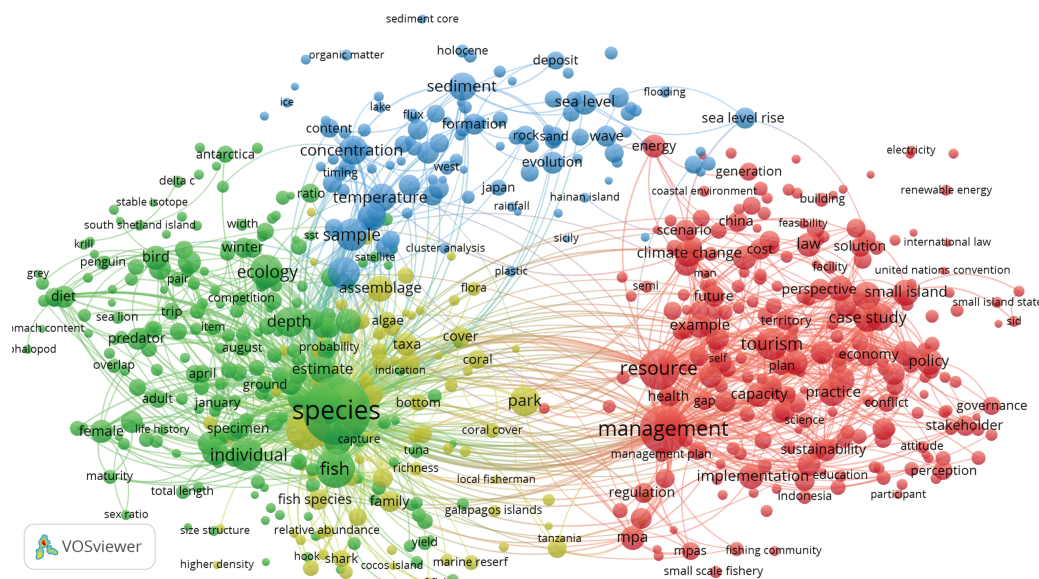 sediment core
organic matter
holocene
deposit
sediment
ice
lake
flux
sea level
flooding
sea level rise
content
formation
rock
sand
wave
energy
electricity
antarctica
concentration
timing
west
evolution
generation
delta c
ratio
temperature
japan
rainfall
hainan island
coastal environment
building
renewable energy
stable isotope
south shetland island
width
sst
sample
cluster analysis
sicily
scenario
china
feasibility
krill
winter
satellite
climate change
cost
law
solution
international law
penguin
bird
grey
pair
ecology
plastic
man
facility
united nations convention
diet
competition
assemblage
flora
semi
future
perspective
small island
small island state
sea lion
trip
item
depth
algae
example
territory
case study
sid
predator
august
probability
taxa
cover
tourism
overlap
estimate
indication
coral
resource
self
plan
economy
policy
april
ground
adult
january
species
bottom
park
health
gap
capacity
practice
conflict
governance
female
life history
specimen
capture
coral cover
management
science
stakeholder
individual
tuna
management plan
sustainability
attitude
maturity
fish
richness
local fisherman
implementation
education
perception
total length
fish species
family
galapagos islands
regulation
indonesia
participant
sex ratio
size structure
relative abundance
yield
tanzania
mpa
VOSviewer
hook
shark
cocos island
marine reserf
mpas
fishing community
higher density
small scale fishery